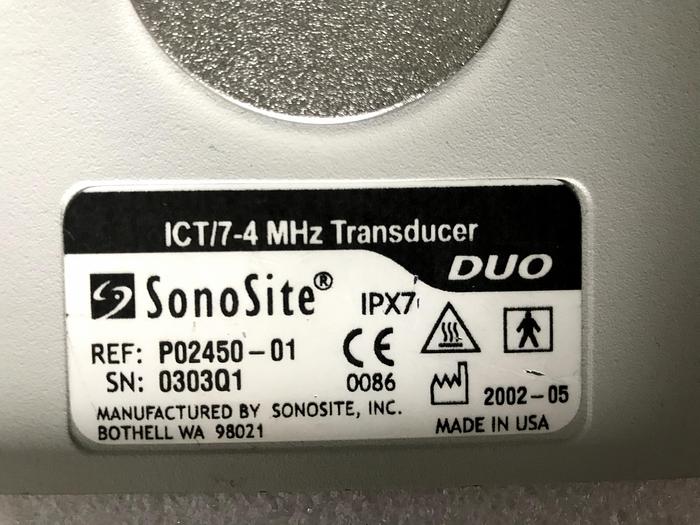 ICT/7-4 MHz Transducer
DUO
SonoSite® IPX7
REF: P02450-01
SN: 0303Q1
CE
0086
2002-05
MANUFACTURED BY SONOSITE, INC.
BOTHELL WA 98021
MADE IN USA